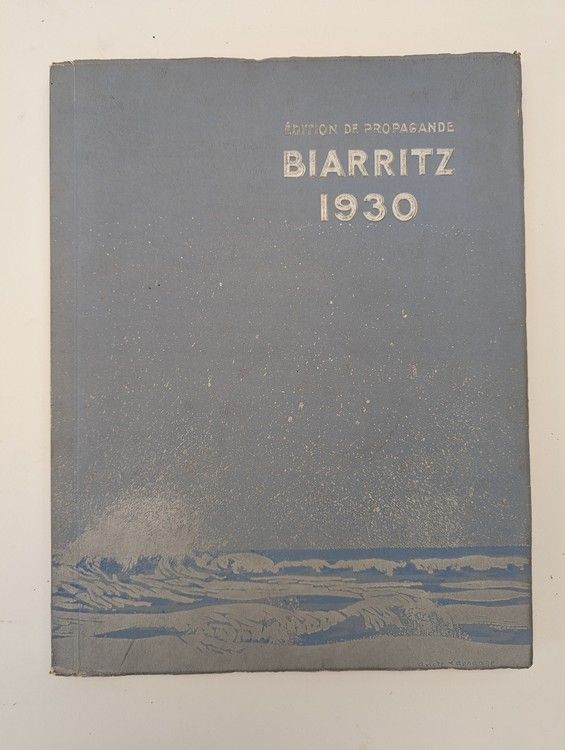 ÉDITION DE PROPAGANDE
BIARRITZ
1930